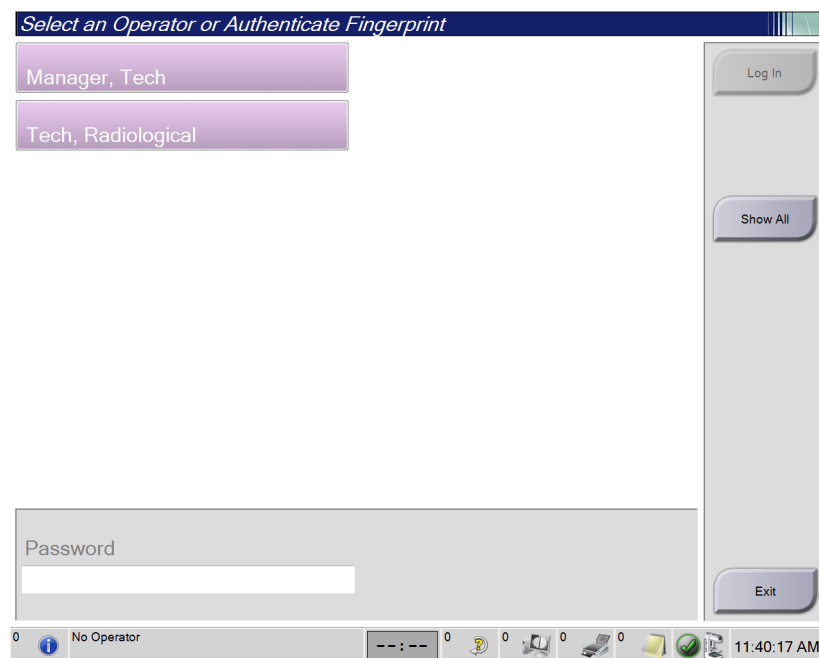 Select an Operator or Authenticate Fingerprint
Manager, Tech
Log In
Tech, Radiological
Show All
Password
Exit
0
No Operator
--:--
0
0
0
0
11:40:17 AM